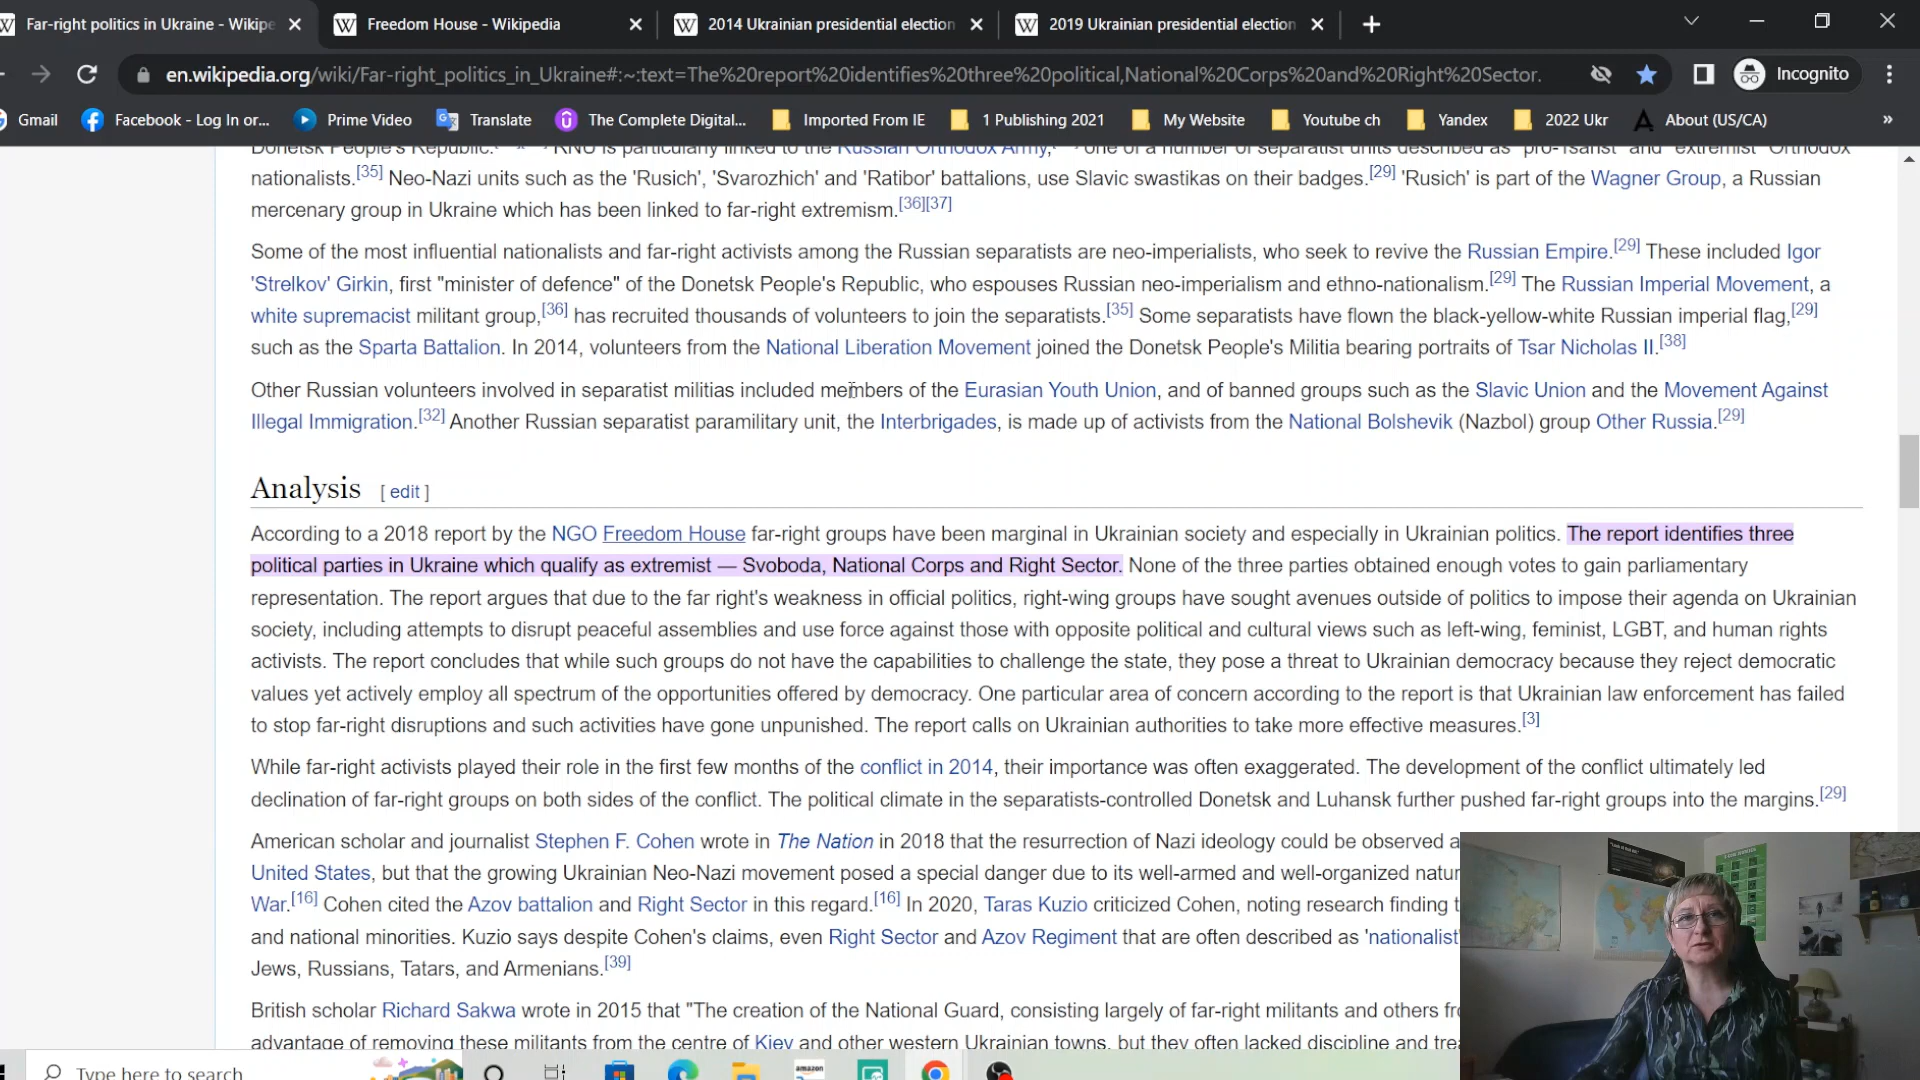 Far-right politics in Ukraine - Wikipe
Freedom House - Wikipedia
2014 Ukrainian presidential election
2019 Ukrainian presidential election
en.wikipedia.org/wiki/Far-right_politics_in_Ukraine#:~:text=The%20report%20identifies%20three%20political,National%20Corps%20and%20Right%20Sector.
Incognito
Gmail
Facebook - Log In or...
Prime Video
Translate
The Complete Digital...
Imported From IE
1 Publishing 2021
My Website
Youtube ch
Yandex
2022 Ukr
About (US/CA)
»
Donetsk People's Republic. RNU is particularly linked to the Russian Orthodox Army, one of a number of separatist units described as "pro-Tsarist" and "extremist" Orthodox
nationalists.[35] Neo-Nazi units such as the 'Rusich', 'Svarozhich' and 'Ratibor' battalions, use Slavic swastikas on their badges.[29] 'Rusich' is part of the Wagner Group, a Russian
mercenary group in Ukraine which has been linked to far-right extremism.[36][37]
Some of the most influential nationalists and far-right activists among the Russian separatists are neo-imperialists, who seek to revive the Russian Empire.[29] These included Igor
'Strelkov' Girkin, first "minister of defence" of the Donetsk People's Republic, who espouses Russian neo-imperialism and ethno-nationalism.[29] The Russian Imperial Movement, a
white supremacist militant group,[36] has recruited thousands of volunteers to join the separatists.[35] Some separatists have flown the black-yellow-white Russian imperial flag,[29]
such as the Sparta Battalion. In 2014, volunteers from the National Liberation Movement joined the Donetsk People's Militia bearing portraits of Tsar Nicholas II.[38]
Other Russian volunteers involved in separatist militias included members of the Eurasian Youth Union, and of banned groups such as the Slavic Union and the Movement Against
Illegal Immigration.[32] Another Russian separatist paramilitary unit, the Interbrigades, is made up of activists from the National Bolshevik (Nazbol) group Other Russia.[29]
Analysis [ edit ]
According to a 2018 report by the NGO Freedom House far-right groups have been marginal in Ukrainian society and especially in Ukrainian politics. The report identifies three
political parties in Ukraine which qualify as extremist — Svoboda, National Corps and Right Sector. None of the three parties obtained enough votes to gain parliamentary
representation. The report argues that due to the far right's weakness in official politics, right-wing groups have sought avenues outside of politics to impose their agenda on Ukrainian
society, including attempts to disrupt peaceful assemblies and use force against those with opposite political and cultural views such as left-wing, feminist, LGBT, and human rights
activists. The report concludes that while such groups do not have the capabilities to challenge the state, they pose a threat to Ukrainian democracy because they reject democratic
values yet actively employ all spectrum of the opportunities offered by democracy. One particular area of concern according to the report is that Ukrainian law enforcement has failed
to stop far-right disruptions and such activities have gone unpunished. The report calls on Ukrainian authorities to take more effective measures.[3]
While far-right activists played their role in the first few months of the conflict in 2014, their importance was often exaggerated. The development of the conflict ultimately led
declination of far-right groups on both sides of the conflict. The political climate in the separatists-controlled Donetsk and Luhansk further pushed far-right groups into the margins.[29]
American scholar and journalist Stephen F. Cohen wrote in The Nation in 2018 that the resurrection of Nazi ideology could be observed a
United States, but that the growing Ukrainian Neo-Nazi movement posed a special danger due to its well-armed and well-organized natur
War.[16] Cohen cited the Azov battalion and Right Sector in this regard.[16] In 2020, Taras Kuzio criticized Cohen, noting research finding t
and national minorities. Kuzio says despite Cohen's claims, even Right Sector and Azov Regiment that are often described as 'nationalist'
Jews, Russians, Tatars, and Armenians.[39]
British scholar Richard Sakwa wrote in 2015 that "The creation of the National Guard, consisting largely of far-right militants and others fr
advantage of removing these militants from the centre of Kiev and other western Ukrainian towns, but they often lacked discipline and trea
Type here to search
amazon